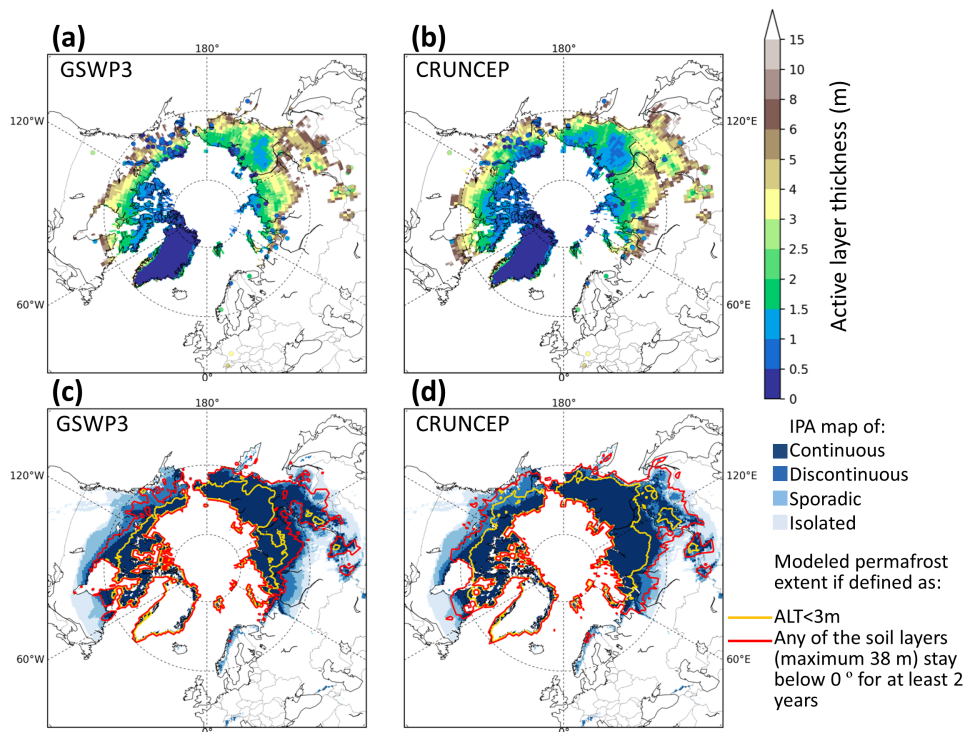 (a)
(b)
180°
180°
GSWP3
CRUNCEP
120°W
120°E
60°W
60°E
0°
0°
15
10
8
6
5
4
3
2.5
2
1.5
1
0.5
0
Active layer thickness (m)
(c)
(d)
180°
180°
GSWP3
CRUNCEP
120°W
120°E
60°W
60°E
0°
0°
IPA map of:
Continuous
Discontinuous
Sporadic
Isolated
Modeled permafrost
extent if defined as:
ALT<3m
Any of the soil layers
(maximum 38 m) stay
below 0 º for at least 2
years